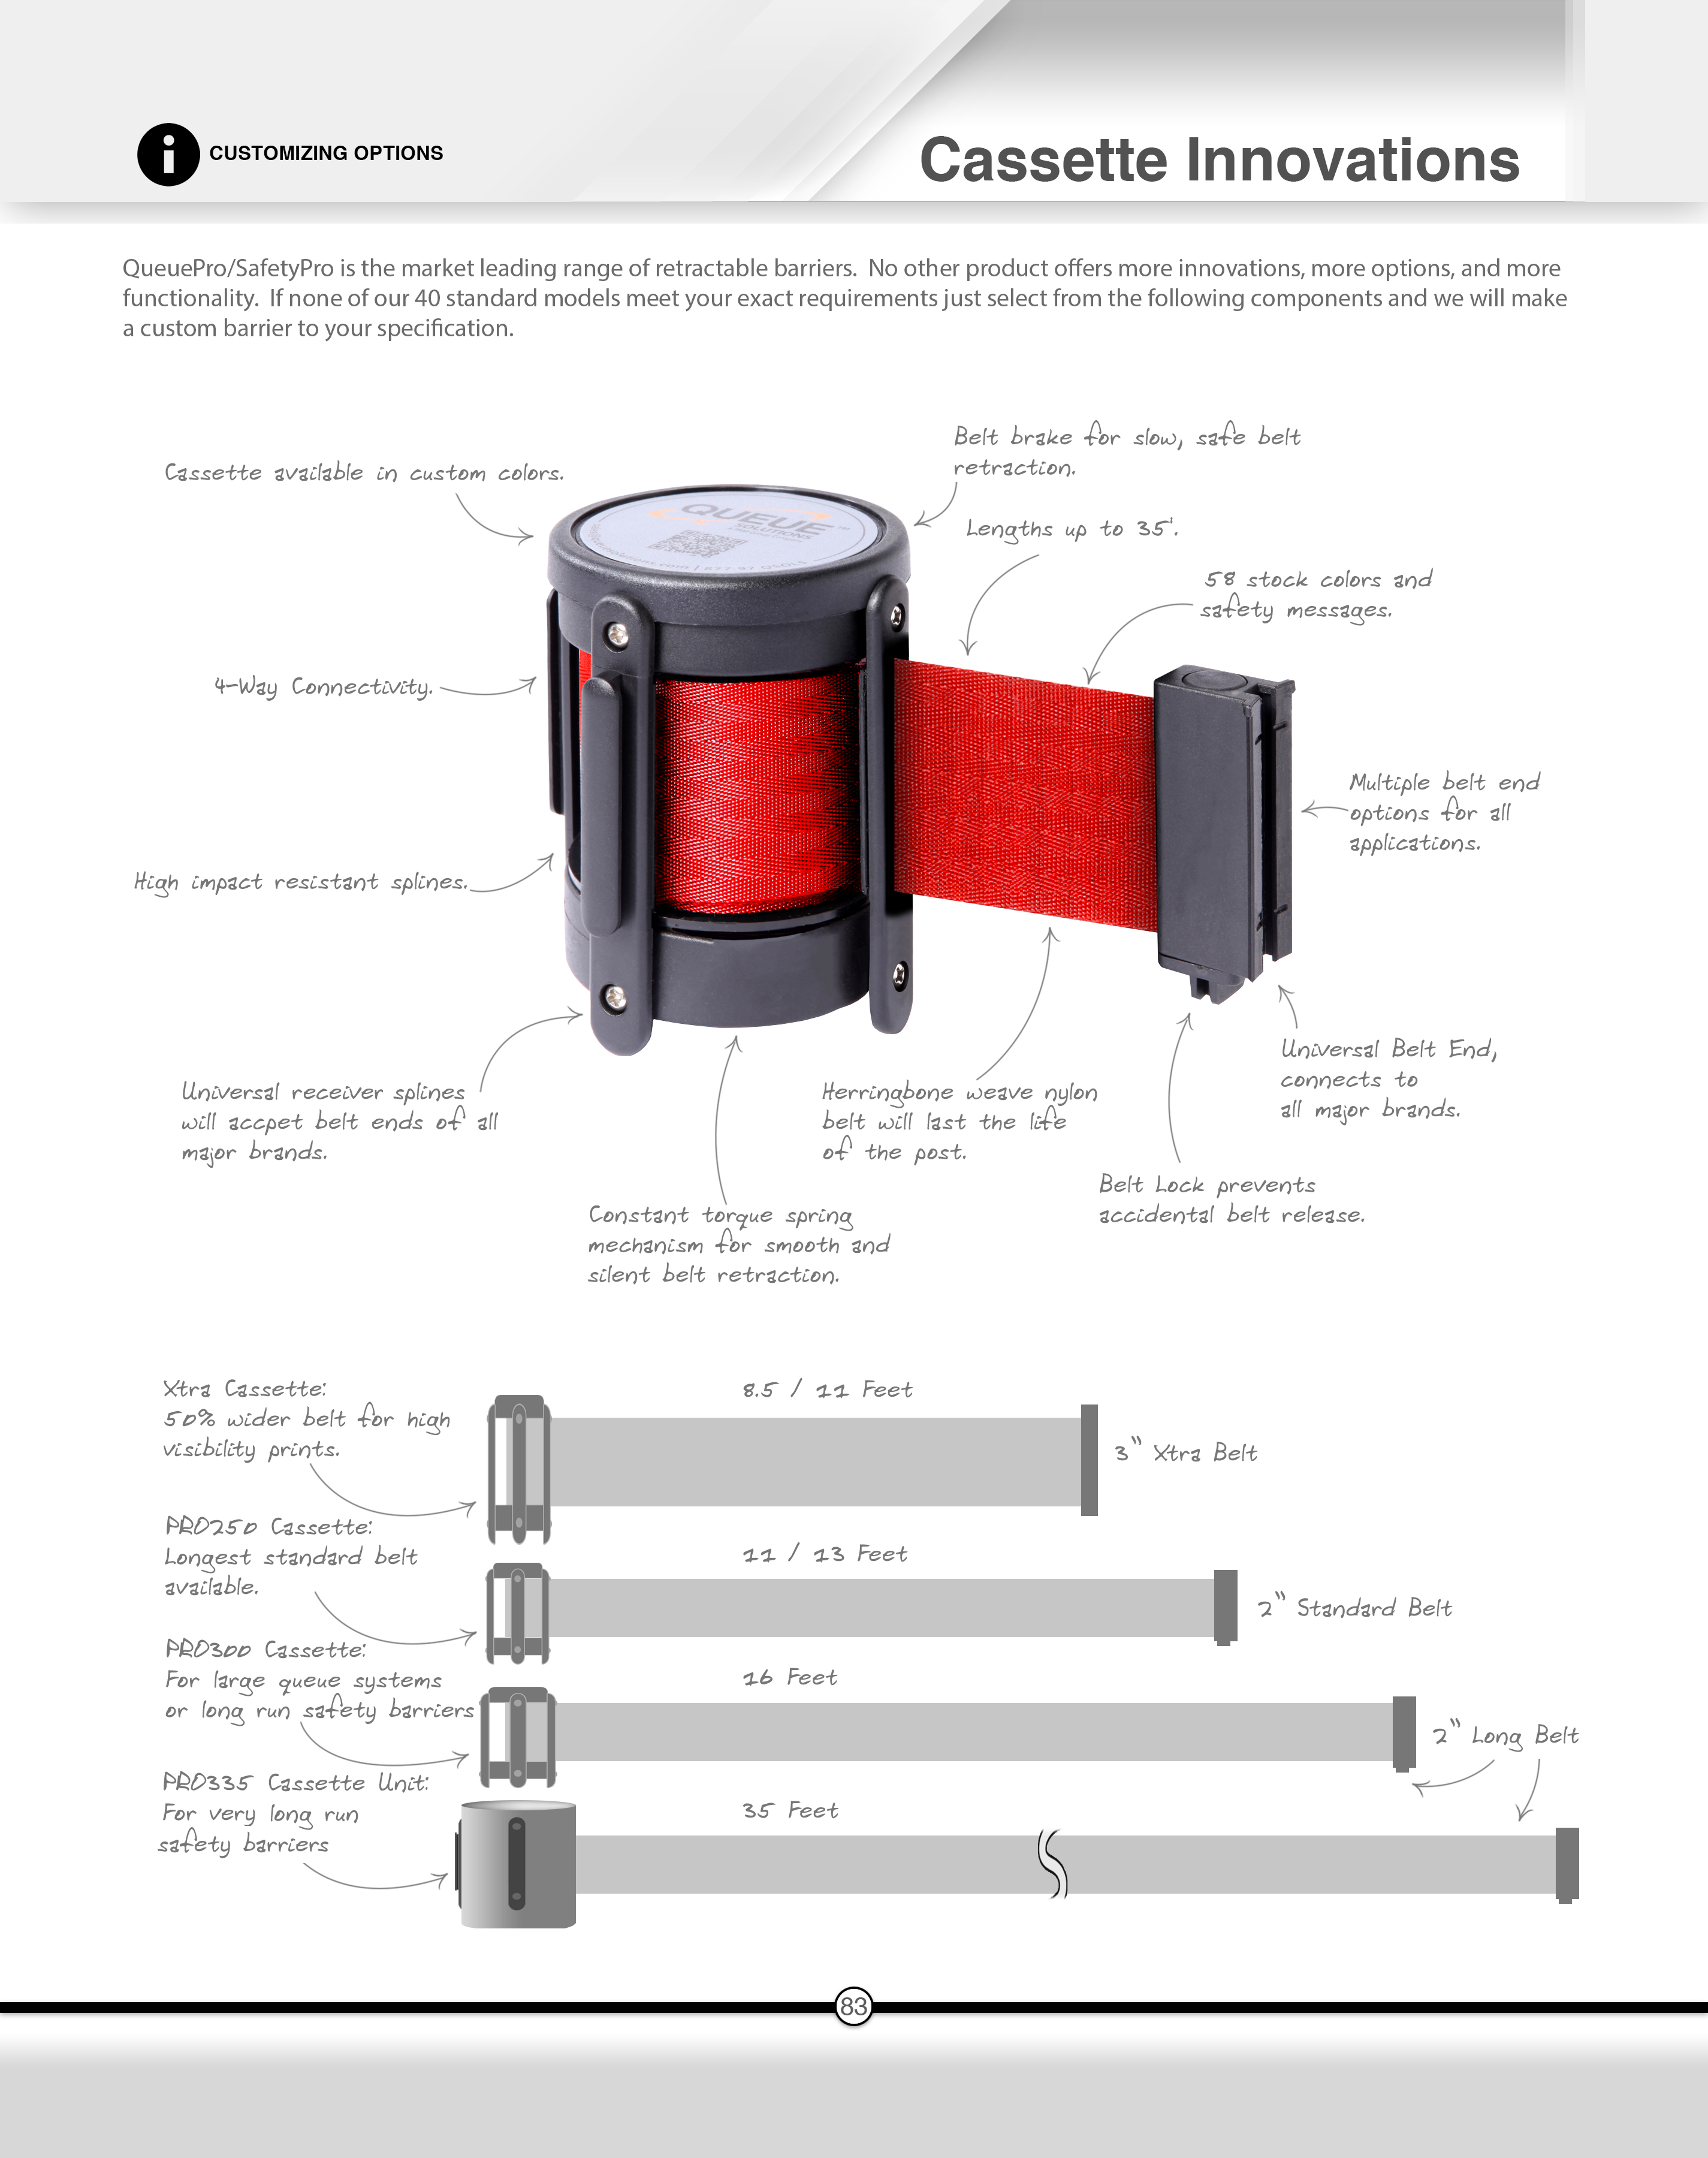 CUSTOMIZING OPTIONS
Cassette Innovations
QueuePro/SafetyPro is the market leading range of retractable barriers.  No other product offers more innovations, more options, and more
functionality.  If none of our 40 standard models meet your exact requirements just select from the following components and we will make
a custom barrier to your specification.
Belt brake for slow, safe belt
retraction.
Cassette available in custom colors.
Lengths up to 35'.
58 stock colors and
safety messages.
QUEUE
SOLUTIONS
4-Way Connectivity.
Multiple belt end
options for all
applications.
High impact resistant splines.
Universal Belt End,
connects to
all major brands.
Universal receiver splines
will accpet belt ends of all
major brands.
Herringbone weave nylon
belt will last the life
of the post.
Belt Lock prevents
accidental belt release.
Constant torque spring
mechanism for smooth and
silent belt retraction.
Xtra Cassette:
50% wider belt for high
visibility prints.
8.5 / 11 Feet
3" Xtra Belt
PRO250 Cassette:
Longest standard belt
available.
11 / 13 Feet
2" Standard Belt
PRO300 Cassette:
For large queue systems
or long run safety barriers
16 Feet
2" Long Belt
PRO335 Cassette Unit:
For very long run
safety barriers
35 Feet
83